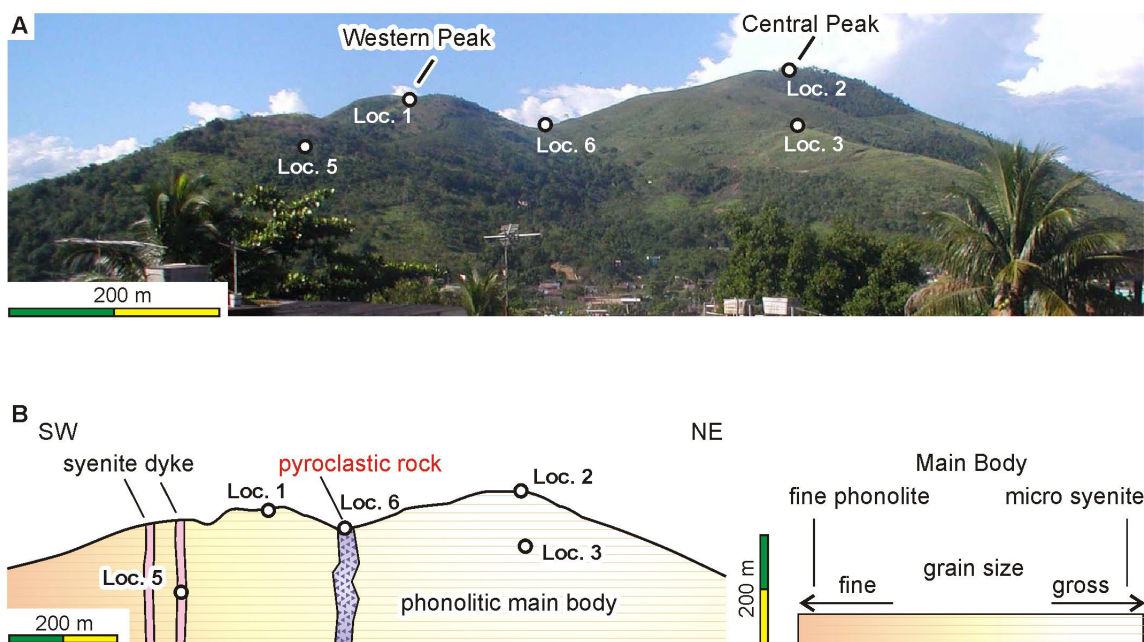 A
Western Peak
Central Peak
Loc. 1
Loc. 2
Loc. 5
Loc. 6
Loc. 3
200 m
B
SW
NE
syenite dyke
pyroclastic rock
Main Body
Loc. 1
Loc. 6
Loc. 2
fine phonolite
micro syenite
Loc. 3
Loc. 5
phonolitic main body
200 m
200 m
grain size
fine
gross